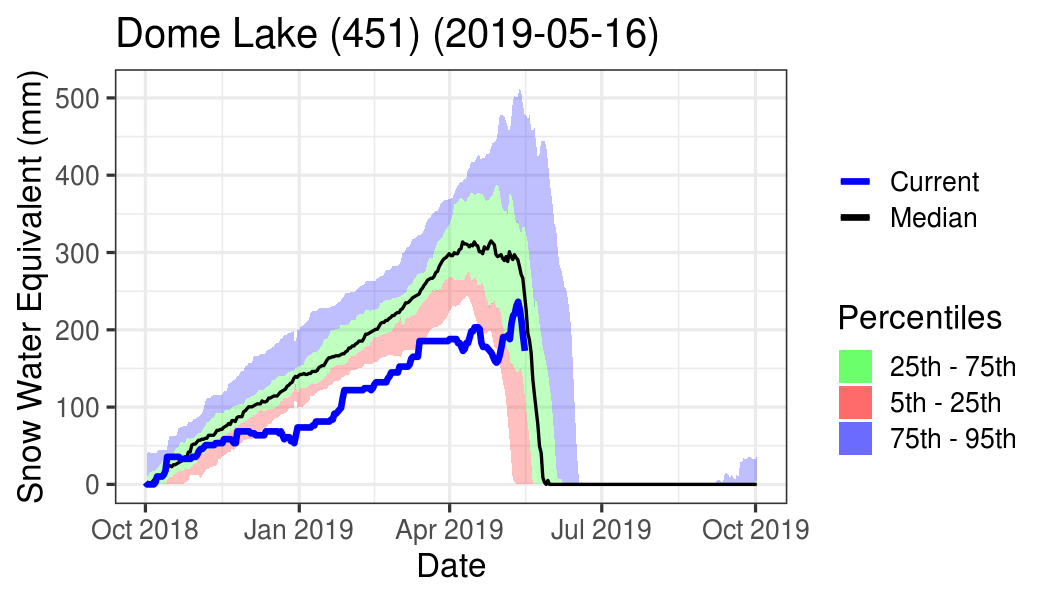 Dome Lake (451) (2019-05-16)
Snow Water Equivalent (mm)
500
400
300
200
100
0
Oct 2018
Jan 2019
Apr 2019
Jul 2019
Oct 2019
Date
Current
Median
Percentiles
25th - 75th
5th - 25th
75th - 95th